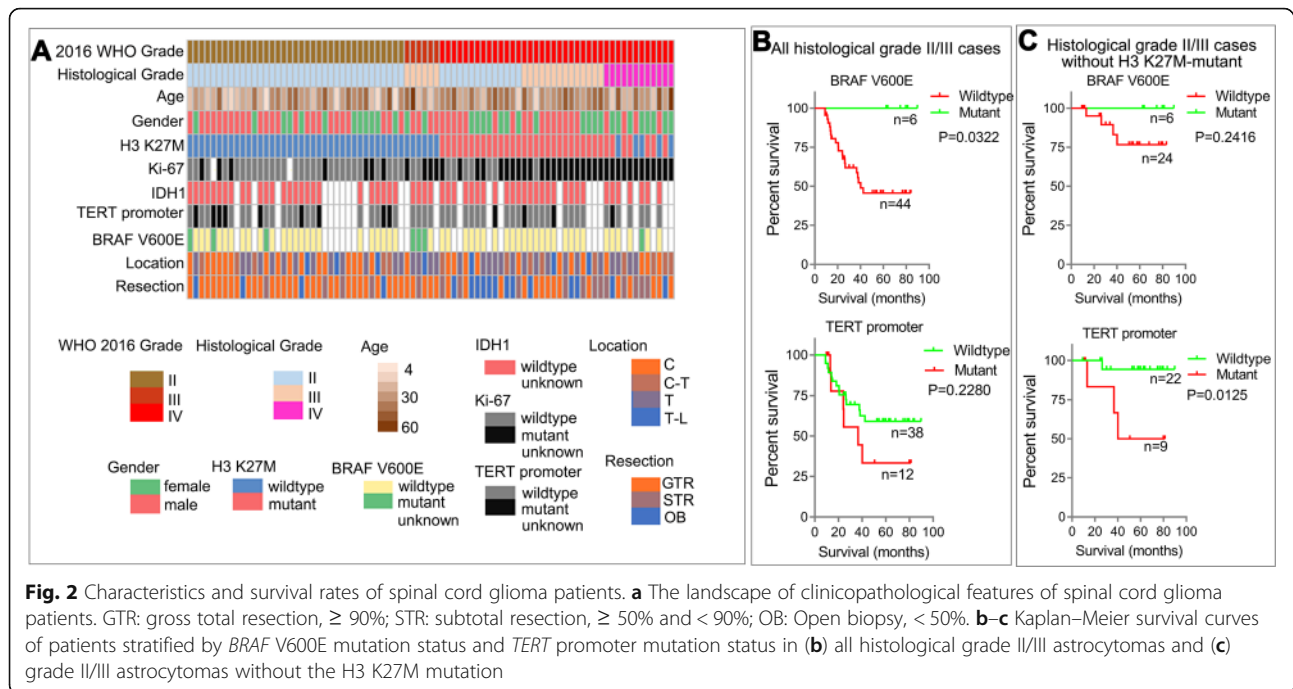 A
2016 WHO Grade
Histological Grade
Age
Gender
H3 K27M
Ki-67
IDH1
TERT promoter
BRAF V600E
Location
Resection
WHO 2016 Grade
II
III
IV
Histological Grade
II
III
IV
Age
4
30
60
IDH1
wildtype
unknown
Ki-67
wildtype
mutant
unknown
Location
C
C-T
T
T-L
Gender
female
male
H3 K27M
wildtype
mutant
BRAF V600E
wildtype
mutant
unknown
TERT promoter
wildtype
mutant
unknown
Resection
GTR
STR
OB
B
All histological grade II/III cases
BRAF V600E
Percent survival
100
75
50
25
0
0 20 40 60 80 100
Survival (months)
Wildtype
Mutant
n=6
P=0.0322
n=44
TERT promoter
Percent survival
100
75
50
25
0
0 20 40 60 80 100
Survival (months)
Wildtype
Mutant
P=0.2280
n=38
n=12
C
Histological grade II/III cases
without H3 K27M-mutant
BRAF V600E
Percent survival
100
75
50
25
0
0 20 40 60 80 100
Survival (months)
Wildtype
Mutant
n=6
P=0.2416
n=24
TERT promoter
Percent survival
100
75
50
25
0
0 20 40 60 80 100
Survival (months)
Wildtype
Mutant
n=22
P=0.0125
n=9
Fig. 2 Characteristics and survival rates of spinal cord glioma patients. a The landscape of clinicopathological features of spinal cord glioma
patients. GTR: gross total resection, ≥ 90%; STR: subtotal resection, ≥ 50% and < 90%; OB: Open biopsy, < 50%. b–c Kaplan–Meier survival curves
of patients stratified by BRAF V600E mutation status and TERT promoter mutation status in (b) all histological grade II/III astrocytomas and (c)
grade II/III astrocytomas without the H3 K27M mutation